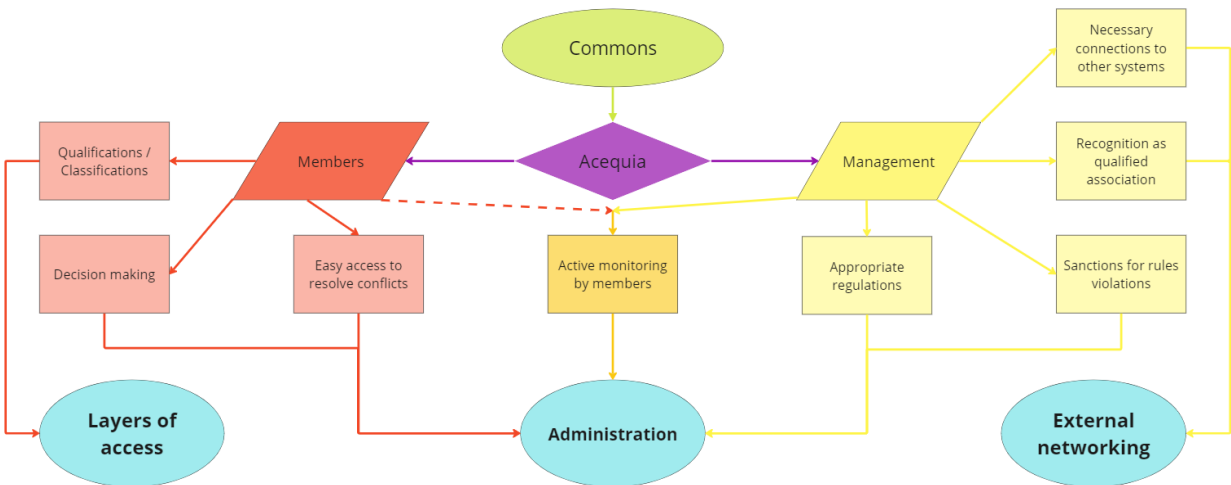 Commons
Necessary
connections to
other systems
Qualifications /
Classifications
Members
Acequia
Management
Recognition as
qualified
association
Decision making
Easy access to
resolve conflicts
Active monitoring
by members
Appropriate
regulations
Sanctions for rules
violations
Layers of
access
Administration
External
networking